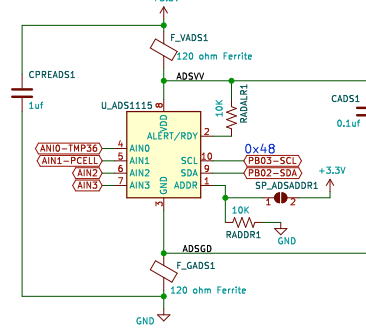 F_VADS1
120 ohm Ferrite
CPREADS1
1uf
ADSVV
U_ADS1115
8
VDD
10K
RADALR1
CADS1
0.1uf
ALERT/RDY
2
0x48
ANI0-TMP36
4
AIN0
AIN1-PCELL
5
AIN1
SCL
10
PB03-SCL
AIN2
6
AIN2
SDA
9
PB02-SDA
AIN3
7
AIN3
ADDR
1
SP_ADSADDR1
+3.3V
1
2
GND
3
10K
RADDR1
GND
ADSGD
F_GADS1
120 ohm Ferrite
GND